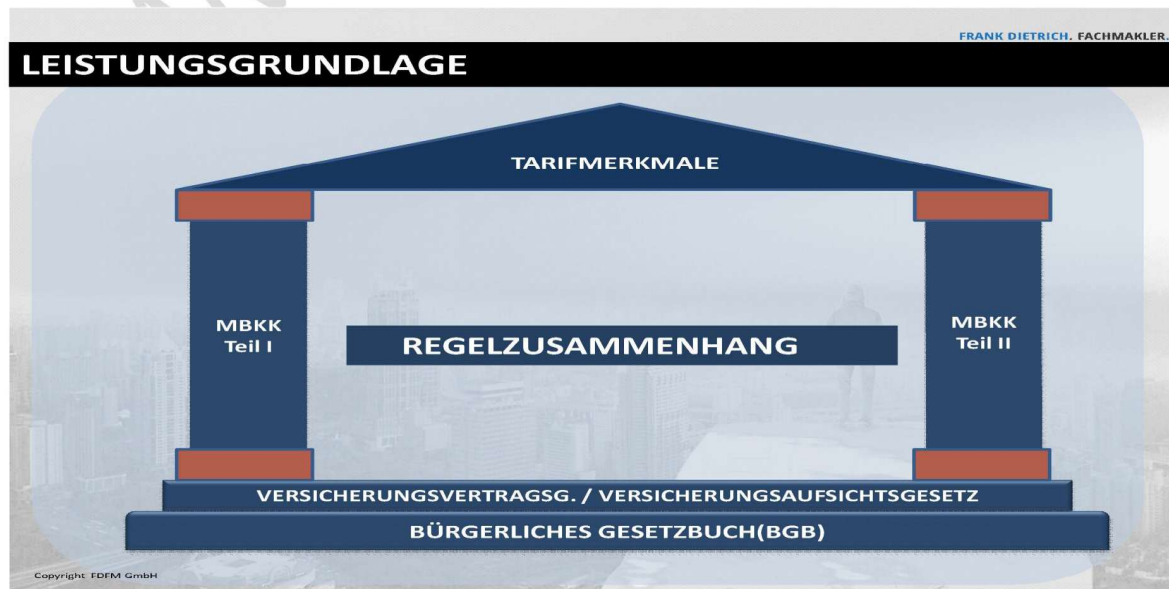 FRANK DIETRICH. FACHMAKLER.
LEISTUNGSGRUNDLAGE
TARIFMERKMALE
MBKK
Teil I
REGELZUSAMMENHANG
MBKK
Teil II
VERSICHERUNGSVERTRAGSG. / VERSICHERUNGSAUFSICHTSGESETZ
BÜRGERLICHES GESETZBUCH(BGB)
Copyright FDFM GmbH